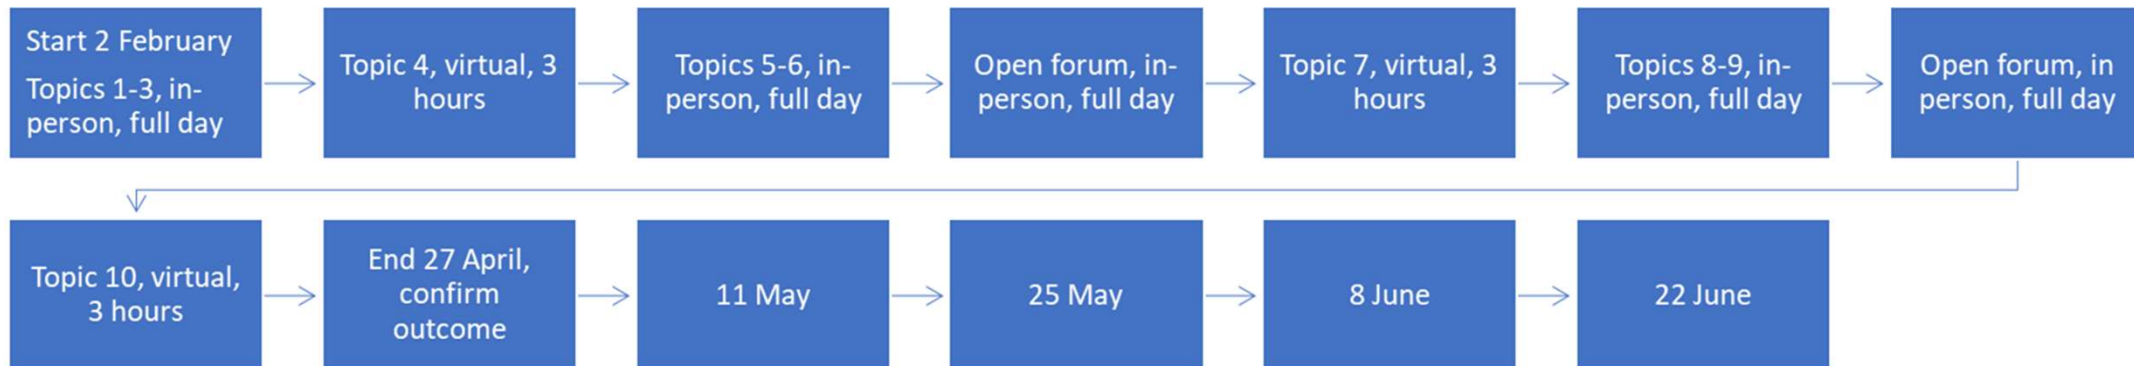 Start 2 February
Topics 1-3, in-
person, full day
Topic 4, virtual, 3
hours
Topics 5-6, in-
person, full day
Open forum, in-
person, full day
Topic 7, virtual, 3
hours
Topics 8-9, in-
person, full day
Open forum, in
person, full day
Topic 10, virtual,
3 hours
End 27 April,
confirm
outcome
11 May
25 May
8 June
22 June